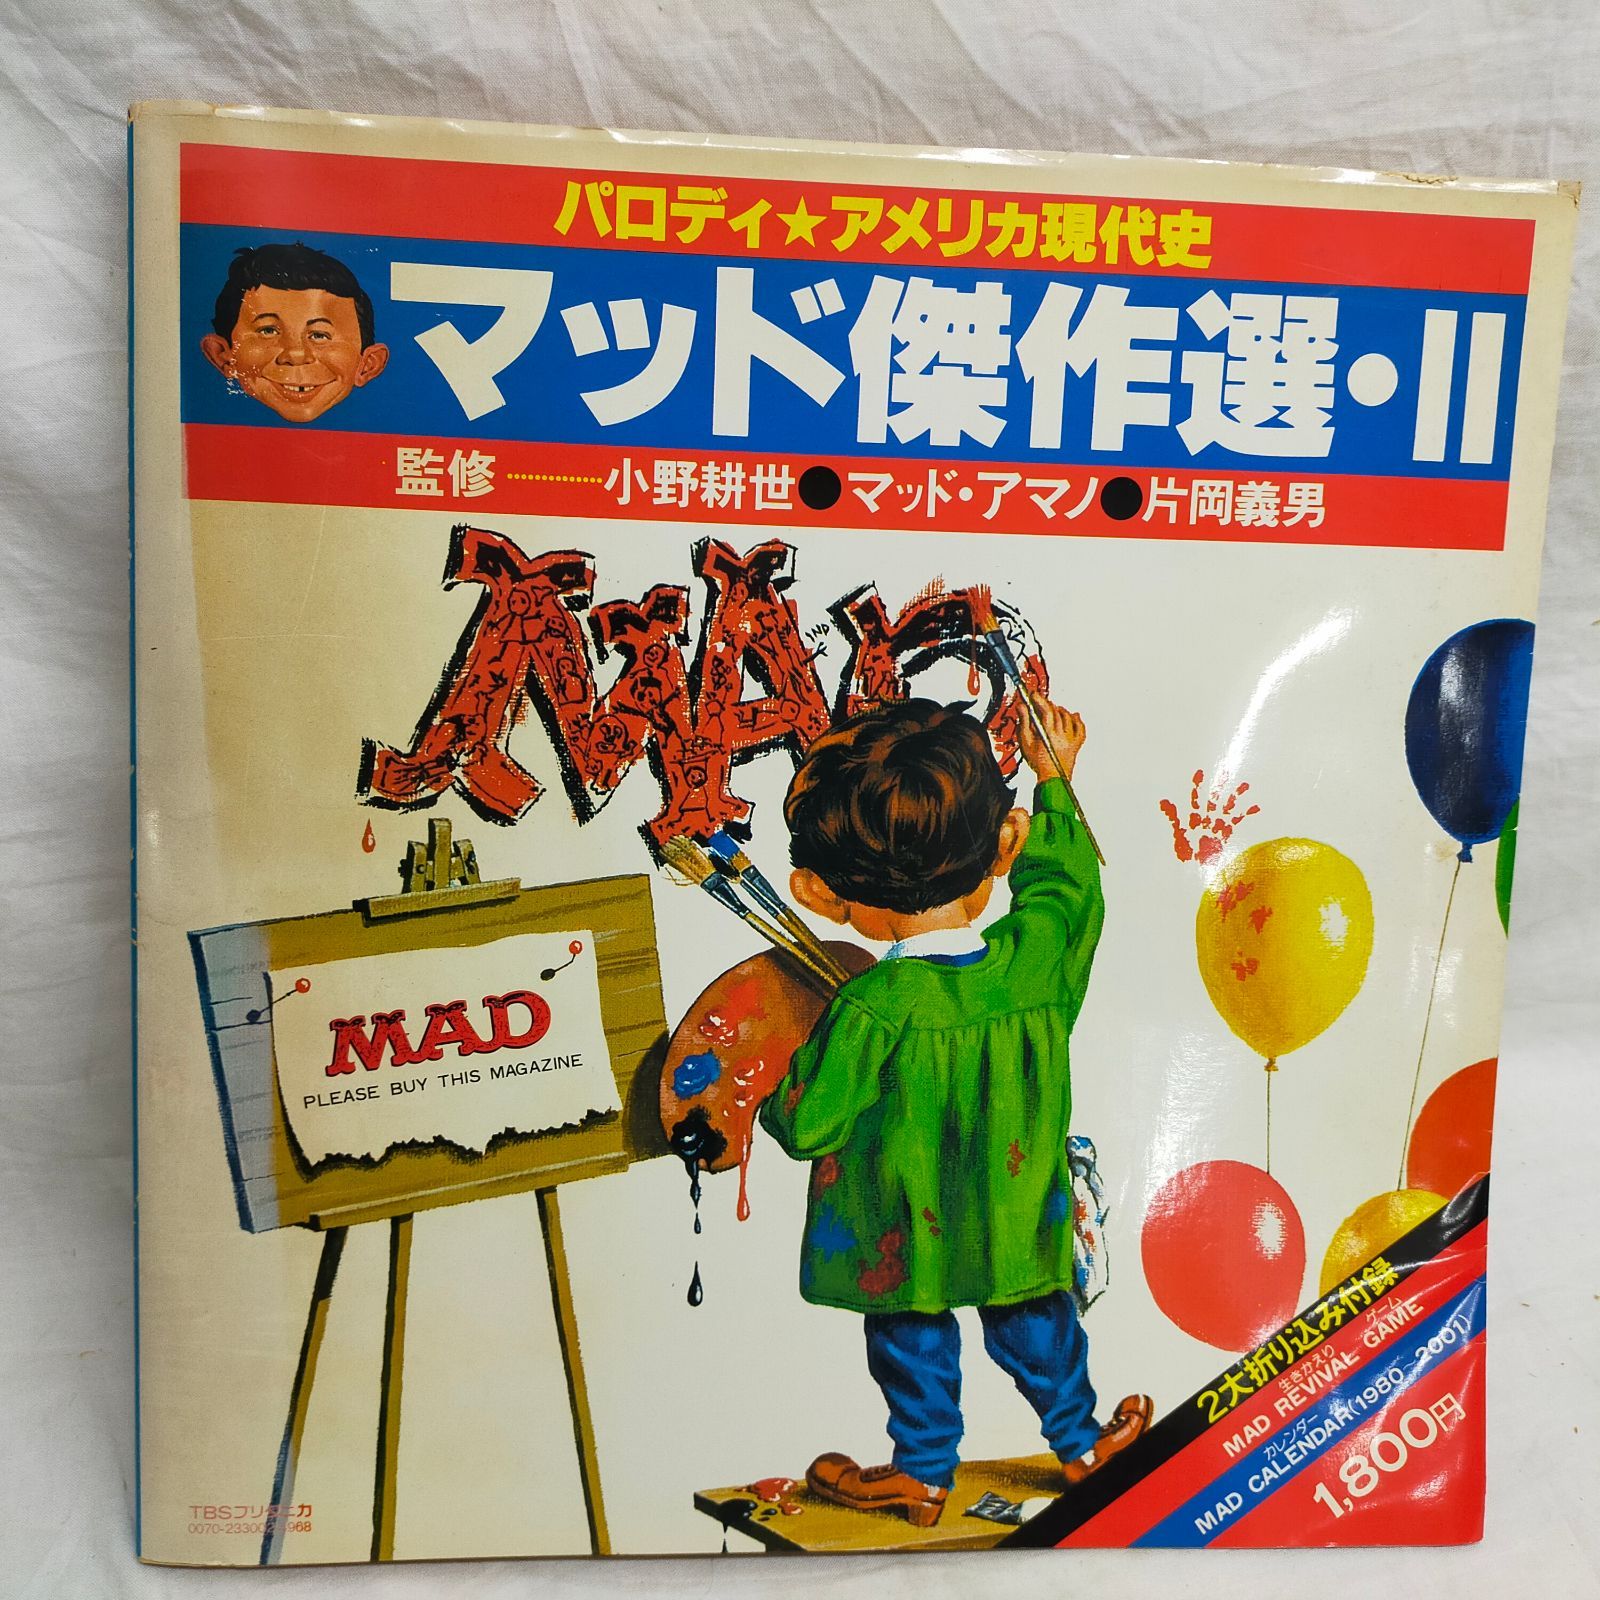 パロディ★アメリカ現代史
マッド傑作選・II
監修…………小野耕世●マッド・アマノ●片岡義男
MAD
IND
MAD
PLEASE BUY THIS MAGAZINE
2大折り込み付録
生きかえり ゲーム
MAD REVIVAL GAME
カレンダー
MAD CALENDAR(1980~2001)
1,800円
TBSブリタニカ